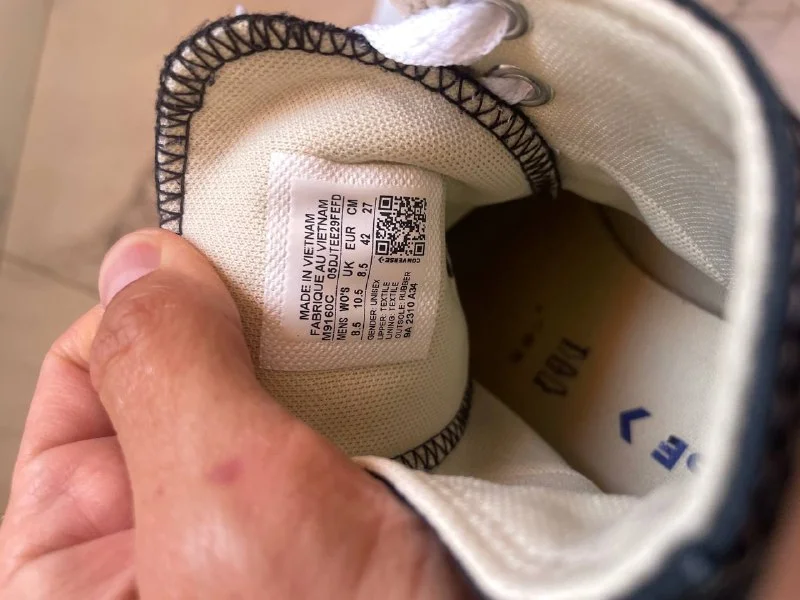 MADE IN VIETNAM
FABRIQUE AU VIETNAM
M9160C 05DJTEE29FEFD
MENS WO'S UK EUR CM
8.5 10.5 8.5 42 27
GENDER: UNISEX
UPPER: TEXTILE
LINING: TEXTILE
OUTSOLE: RUBBER
SA 2310 A34
CONVERSE